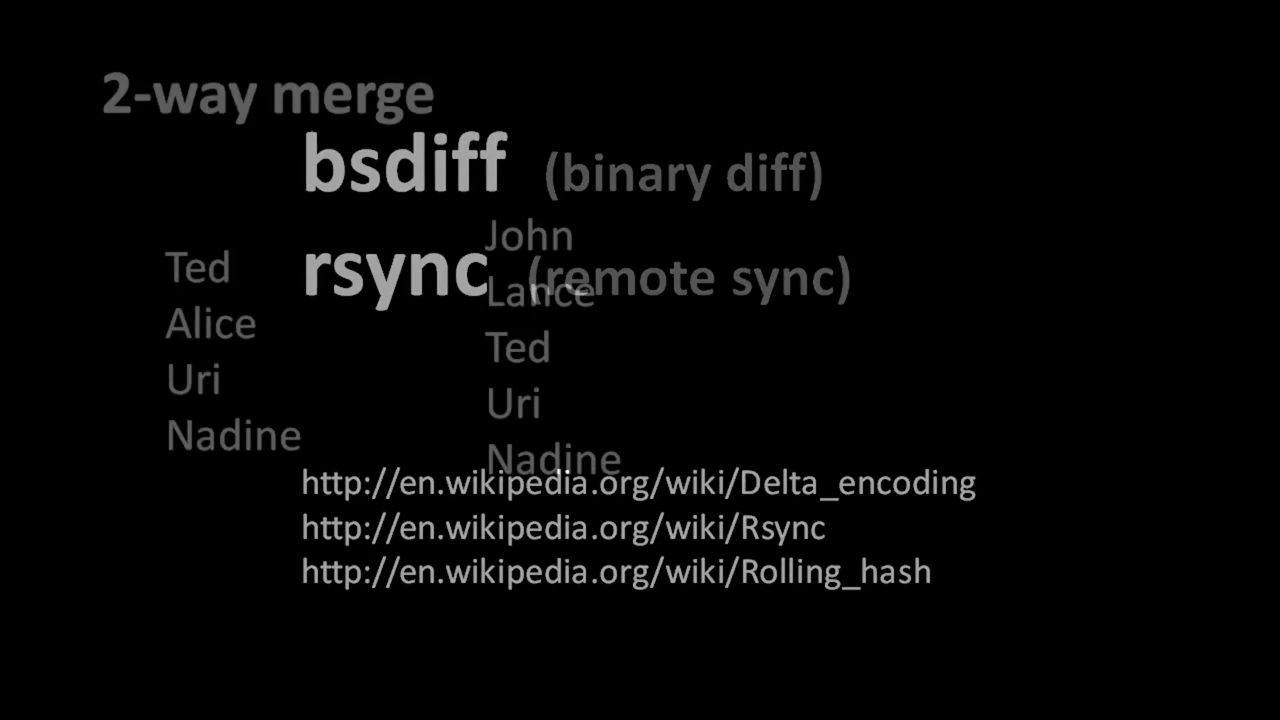 2-way merge
bsdiff (binary diff)
rsync (remote sync)
Ted
Alice
Uri
Nadine
John
Lance
Ted
Uri
Nadine
http://en.wikipedia.org/wiki/Delta_encoding
http://en.wikipedia.org/wiki/Rsync
http://en.wikipedia.org/wiki/Rolling_hash